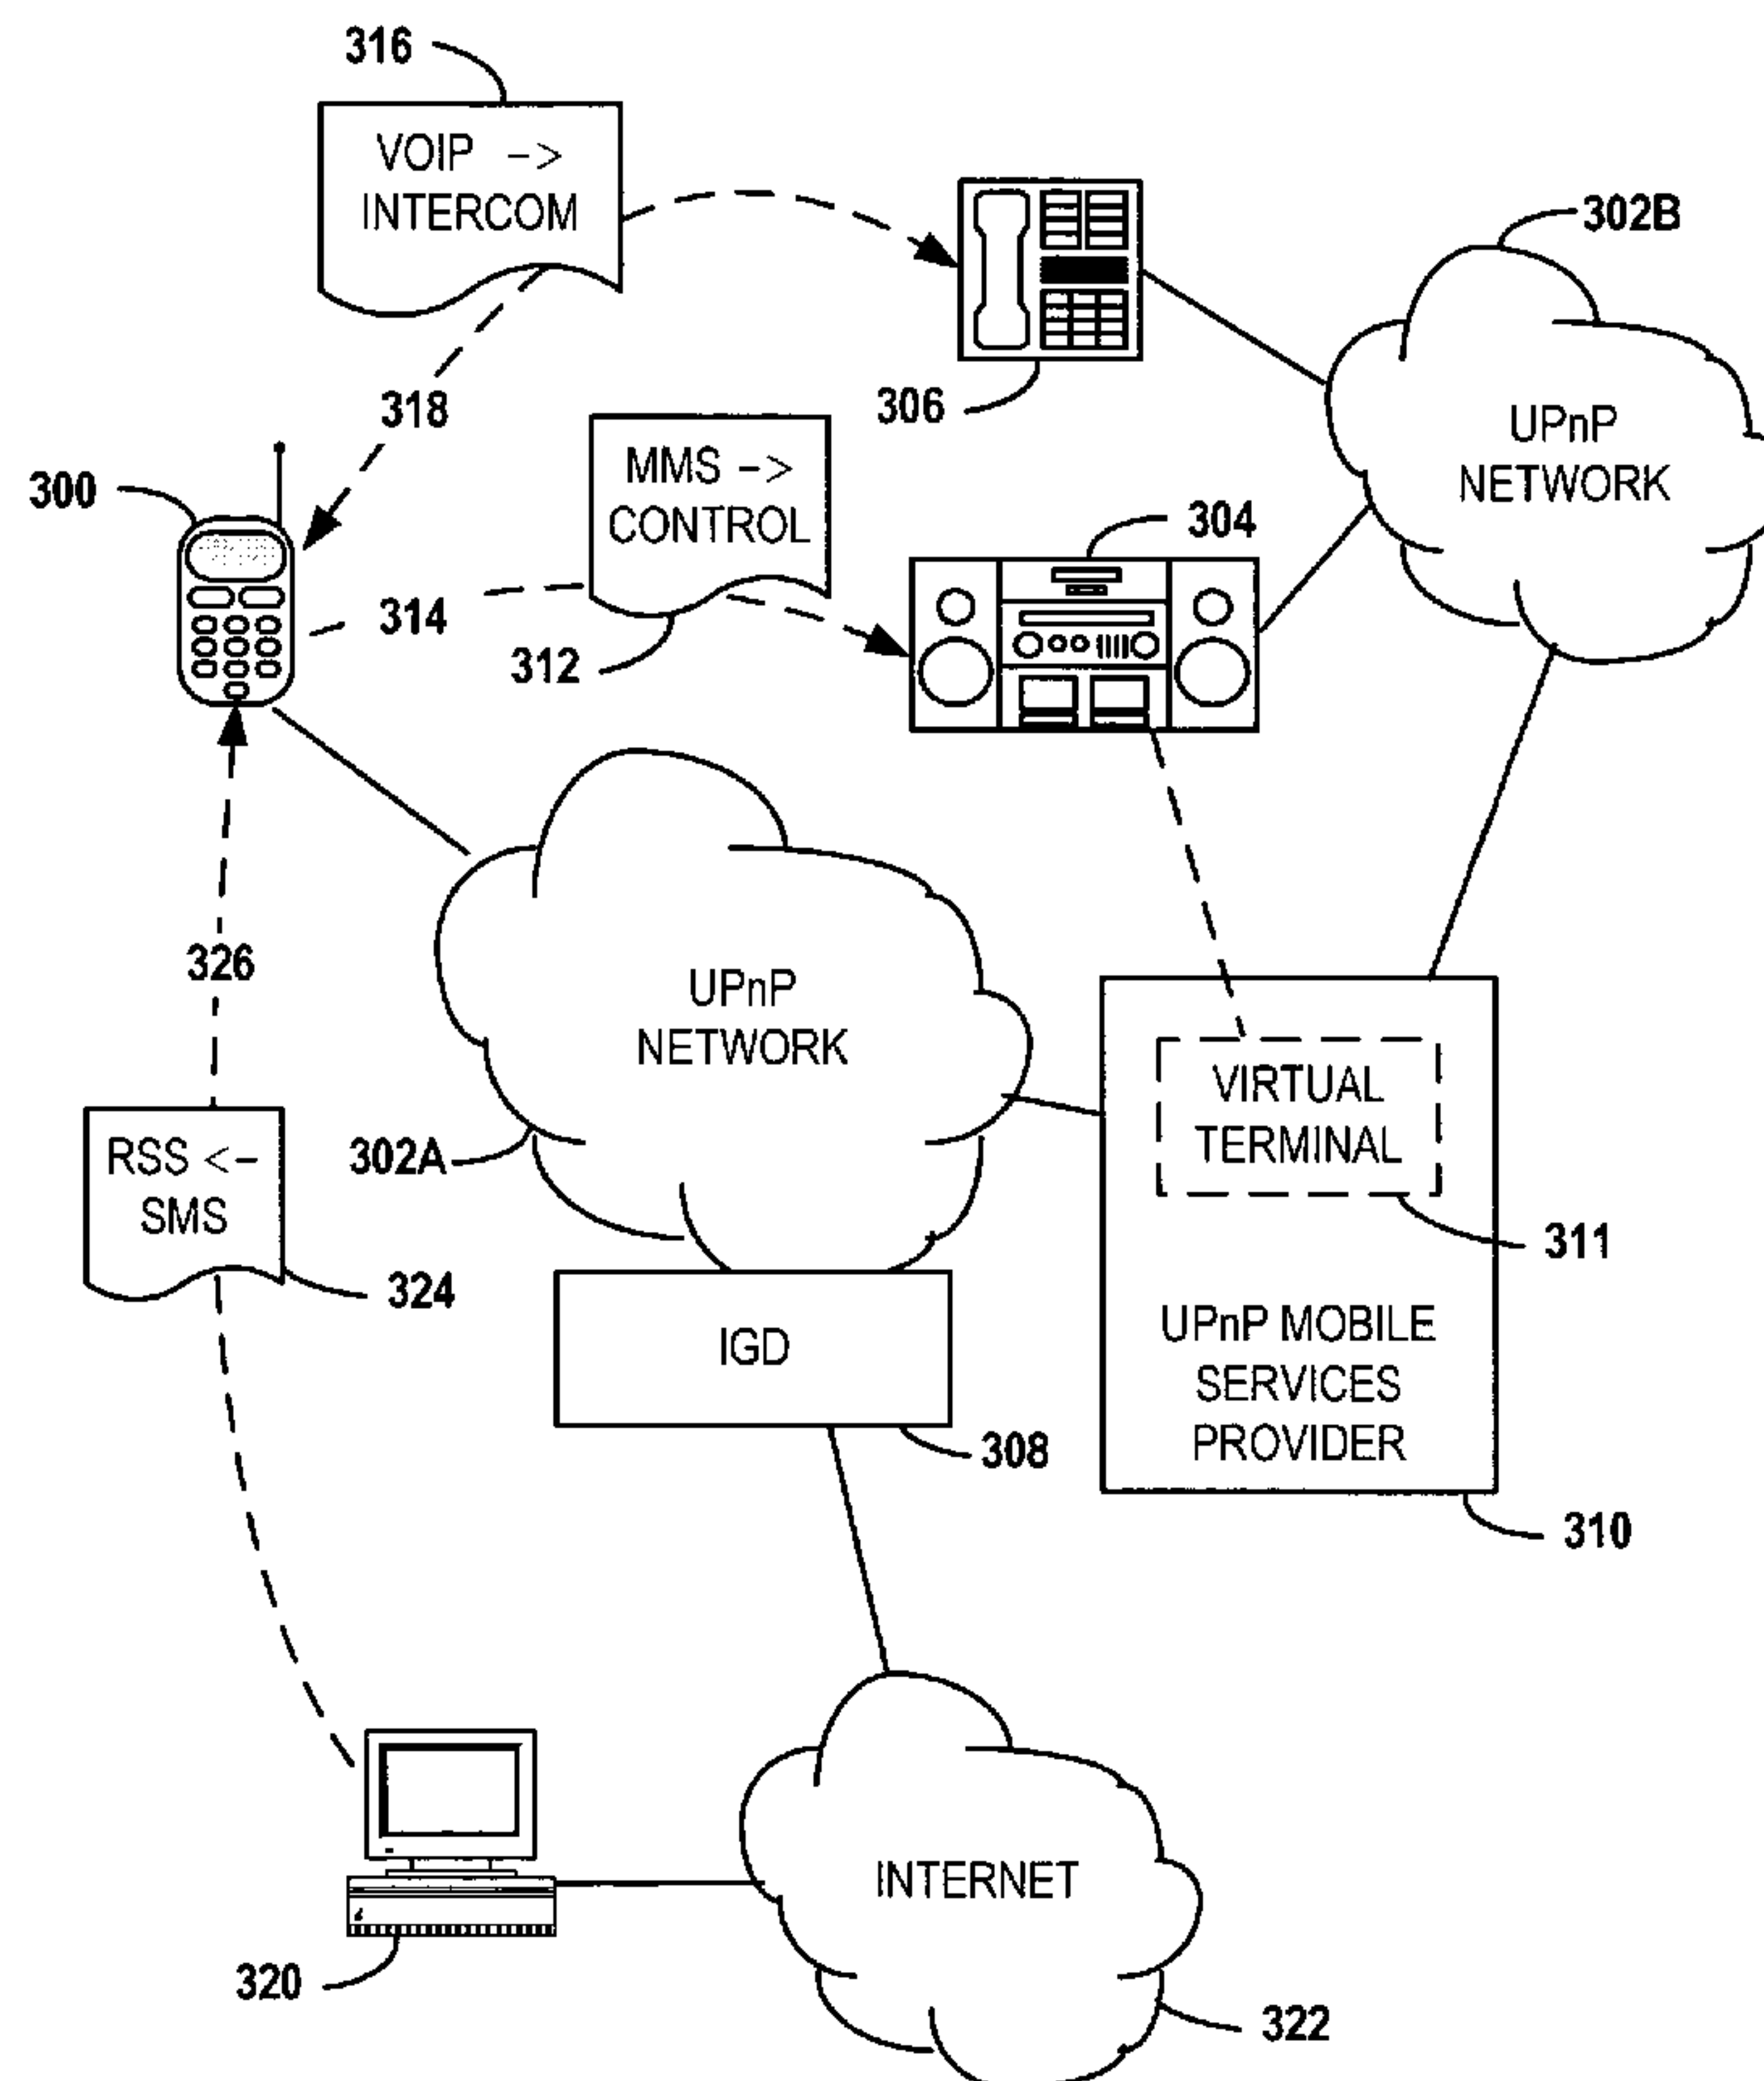 316
VOIP ->
INTERCOM
302B
318
306
UPnP
NETWORK
300
MMS ->
CONTROL
304
314
312
UPnP
NETWORK
326
VIRTUAL
TERMINAL
302A
RSS <-
SMS
311
324
IGD
UPnP MOBILE
SERVICES
PROVIDER
308
310
INTERNET
320
322